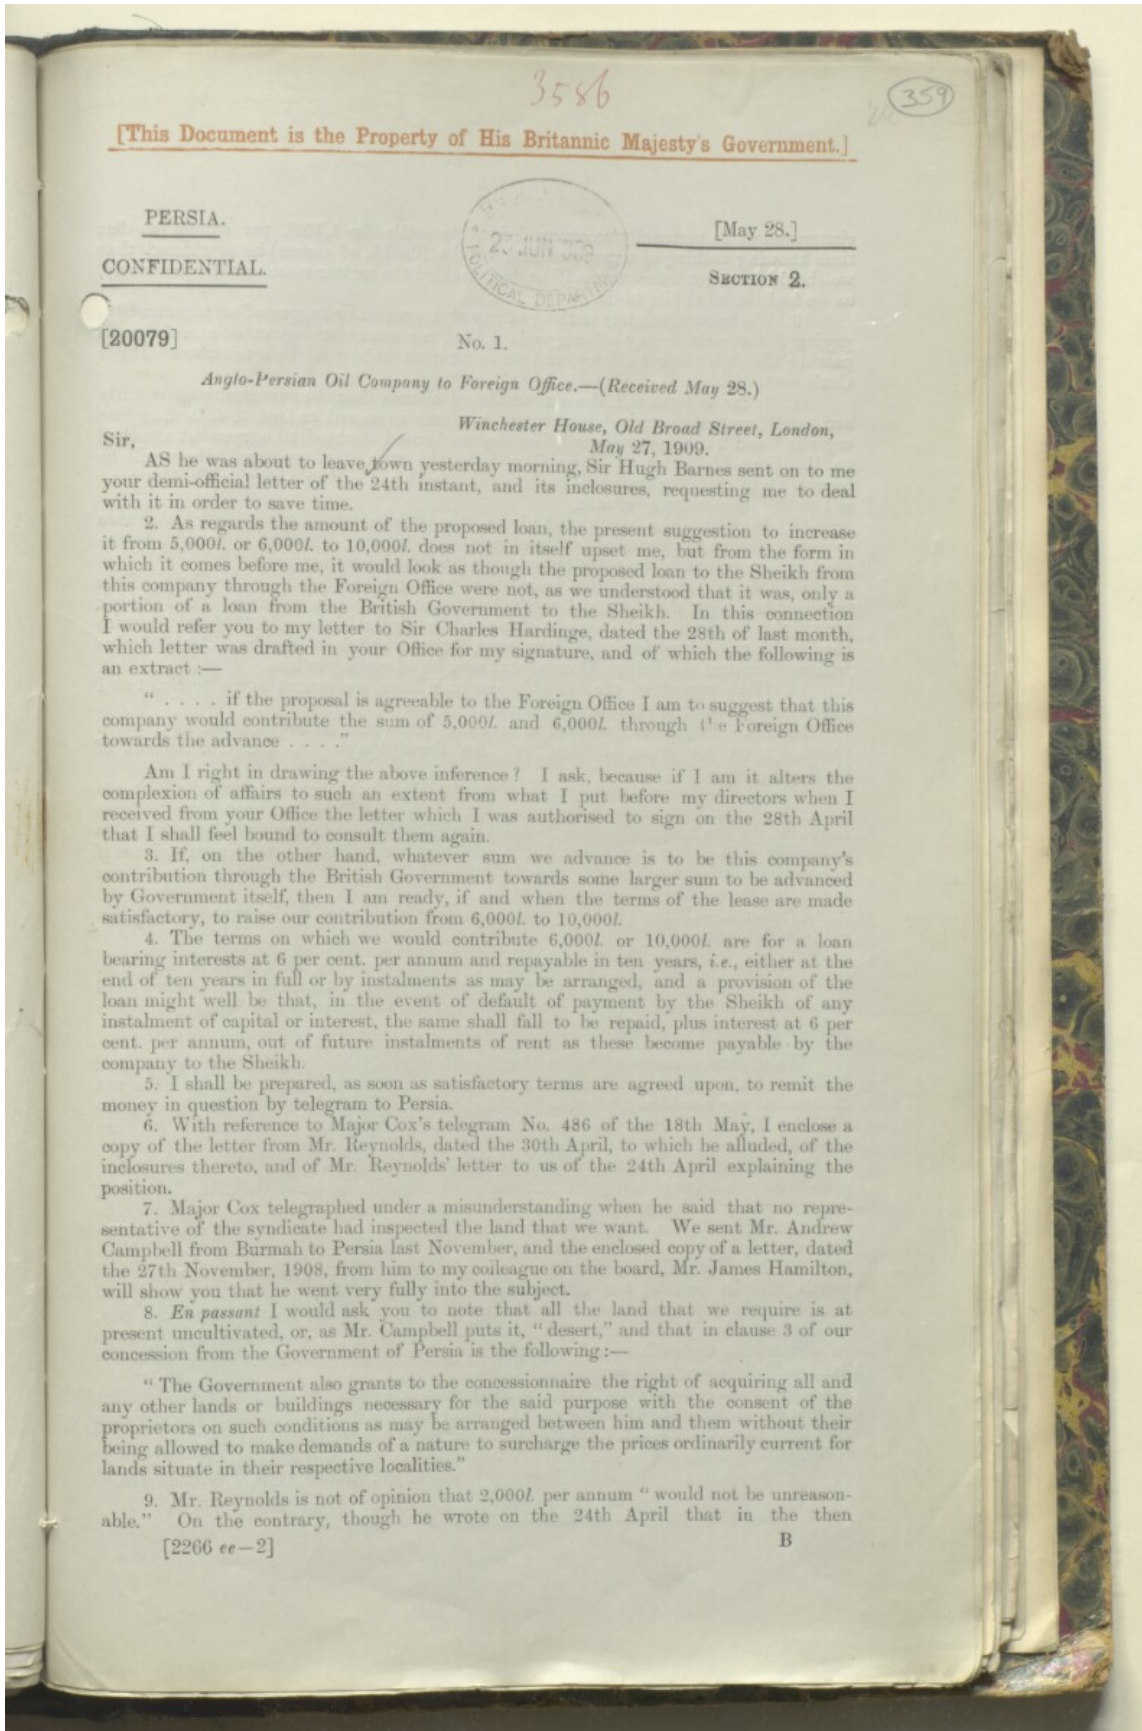 3586
359
[This Document is the Property of His Britannic Majesty's Government.]
PERSIA.
[May 28.]
23 JUN 1909
POLITICAL DEPARTMENT
CONFIDENTIAL.
SECTION 2.
[20079]
No. 1.
Anglo-Persian Oil Company to Foreign Office.—(Received May 28.)
Winchester House, Old Broad Street, London,
Sir,
May 27, 1909.
AS he was about to leave town yesterday morning, Sir Hugh Barnes sent on to me
your demi-official letter of the 24th instant, and its inclosures, requesting me to deal
with it in order to save time.
2. As regards the amount of the proposed loan, the present suggestion to increase
it from 5,000l. or 6,000l. to 10,000l. does not in itself upset me, but from the form in
which it comes before me, it would look as though the proposed loan to the Sheikh from
this company through the Foreign Office were not, as we understood that it was, only a
portion of a loan from the British Government to the Sheikh. In this connection
I would refer you to my letter to Sir Charles Hardinge, dated the 28th of last month,
which letter was drafted in your Office for my signature, and of which the following is
an extract :—
" . . . . if the proposal is agreeable to the Foreign Office I am to suggest that this
company would contribute the sum of 5,000l. and 6,000l. through the Foreign Office
towards the advance . . . ."
Am I right in drawing the above inference ? I ask, because if I am it alters the
complexion of affairs to such an extent from what I put before my directors when I
received from your Office the letter which I was authorised to sign on the 28th April
that I shall feel bound to consult them again.
3. If, on the other hand, whatever sum we advance is to be this company's
contribution through the British Government towards some larger sum to be advanced
by Government itself, then I am ready, if and when the terms of the lease are made
satisfactory, to raise our contribution from 6,000l. to 10,000l.
4. The terms on which we would contribute 6,000l. or 10,000l. are for a loan
bearing interests at 6 per cent. per annum and repayable in ten years, i.e., either at the
end of ten years in full or by instalments as may be arranged, and a provision of the
loan might well be that, in the event of default of payment by the Sheikh of any
instalment of capital or interest, the same shall fall to be repaid, plus interest at 6 per
cent. per annum, out of future instalments of rent as these become payable by the
company to the Sheikh.
5. I shall be prepared, as soon as satisfactory terms are agreed upon, to remit the
money in question by telegram to Persia.
6. With reference to Major Cox's telegram No. 486 of the 18th May, I enclose a
copy of the letter from Mr. Reynolds, dated the 30th April, to which he alluded, of the
inclosures thereto, and of Mr. Reynolds' letter to us of the 24th April explaining the
position.
7. Major Cox telegraphed under a misunderstanding when he said that no repre-
sentative of the syndicate had inspected the land that we want. We sent Mr. Andrew
Campbell from Burmah to Persia last November, and the enclosed copy of a letter, dated
the 27th November, 1908, from him to my colleague on the board, Mr. James Hamilton,
will show you that he went very fully into the subject.
8. En passant I would ask you to note that all the land that we require is at
present uncultivated, or, as Mr. Campbell puts it, " desert," and that in clause 3 of our
concession from the Government of Persia is the following :—
" The Government also grants to the concessionnaire the right of acquiring all and
any other lands or buildings necessary for the said purpose with the consent of the
proprietors on such conditions as may be arranged between him and them without their
being allowed to make demands of a nature to surcharge the prices ordinarily current for
lands situate in their respective localities."
9. Mr. Reynolds is not of opinion that 2,000l. per annum " would not be unreason-
able." On the contrary, though he wrote on the 24th April that in the then
[2266 ee—2]
B